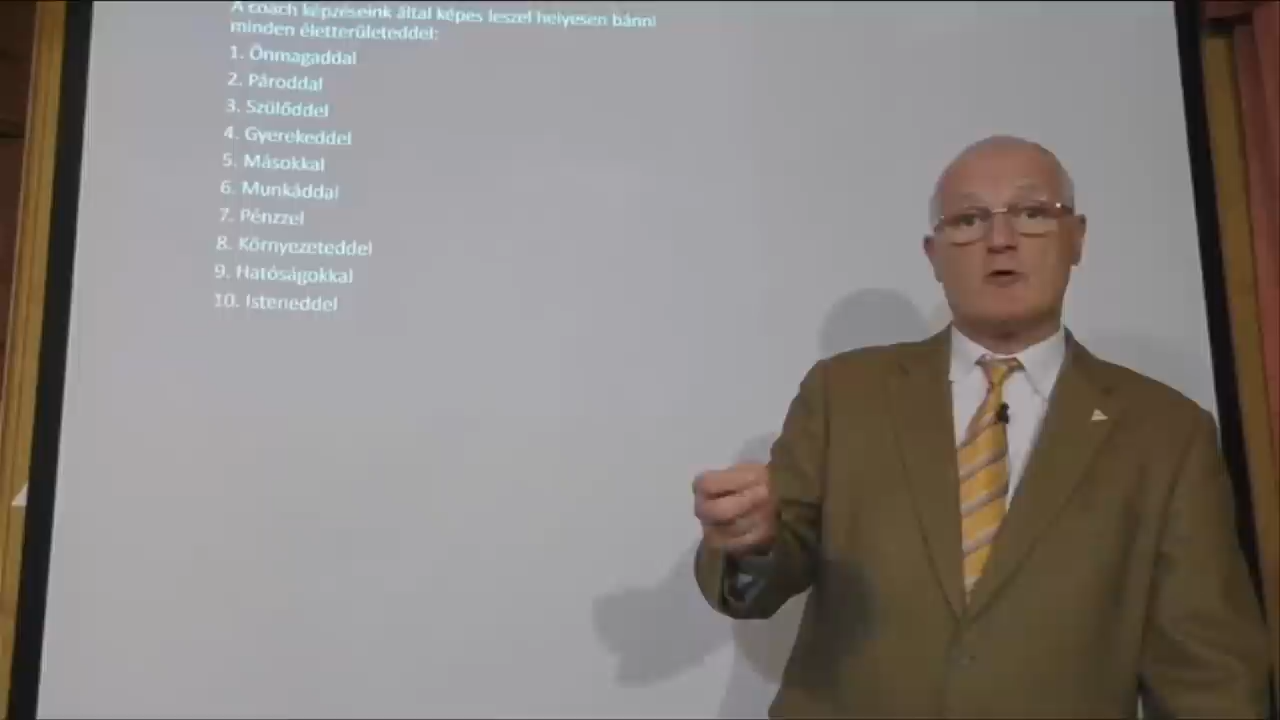 A coach képzéseink által képes leszel helyesen bánni
minden életterületeddel:
1. Önmagaddal
2. Pároddal
3. Szülőddel
4. Gyerekeddel
5. Másokkal
6. Munkáddal
7. Pénzzel
8. Környezeteddel
9. Hatóságokkal
10. Isteneddel